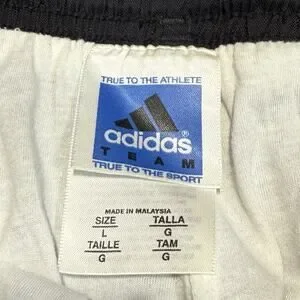 TRUE TO THE ATHLETE
adidas®
TEAM
TRUE TO THE SPORT
MADE IN MALAYSIA
SIZE TALLA
L G
TAILLE TAM
G G